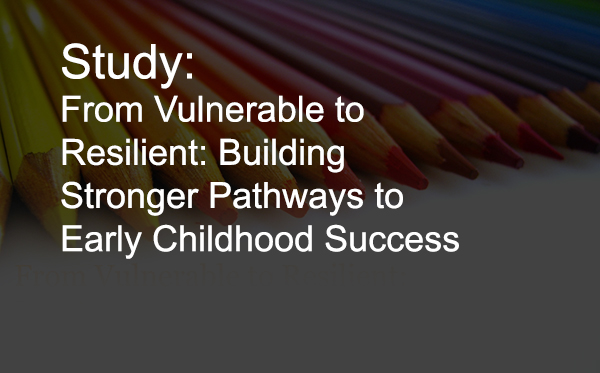 Study:
From Vulnerable to
Resilient: Building
Stronger Pathways to
Early Childhood Success